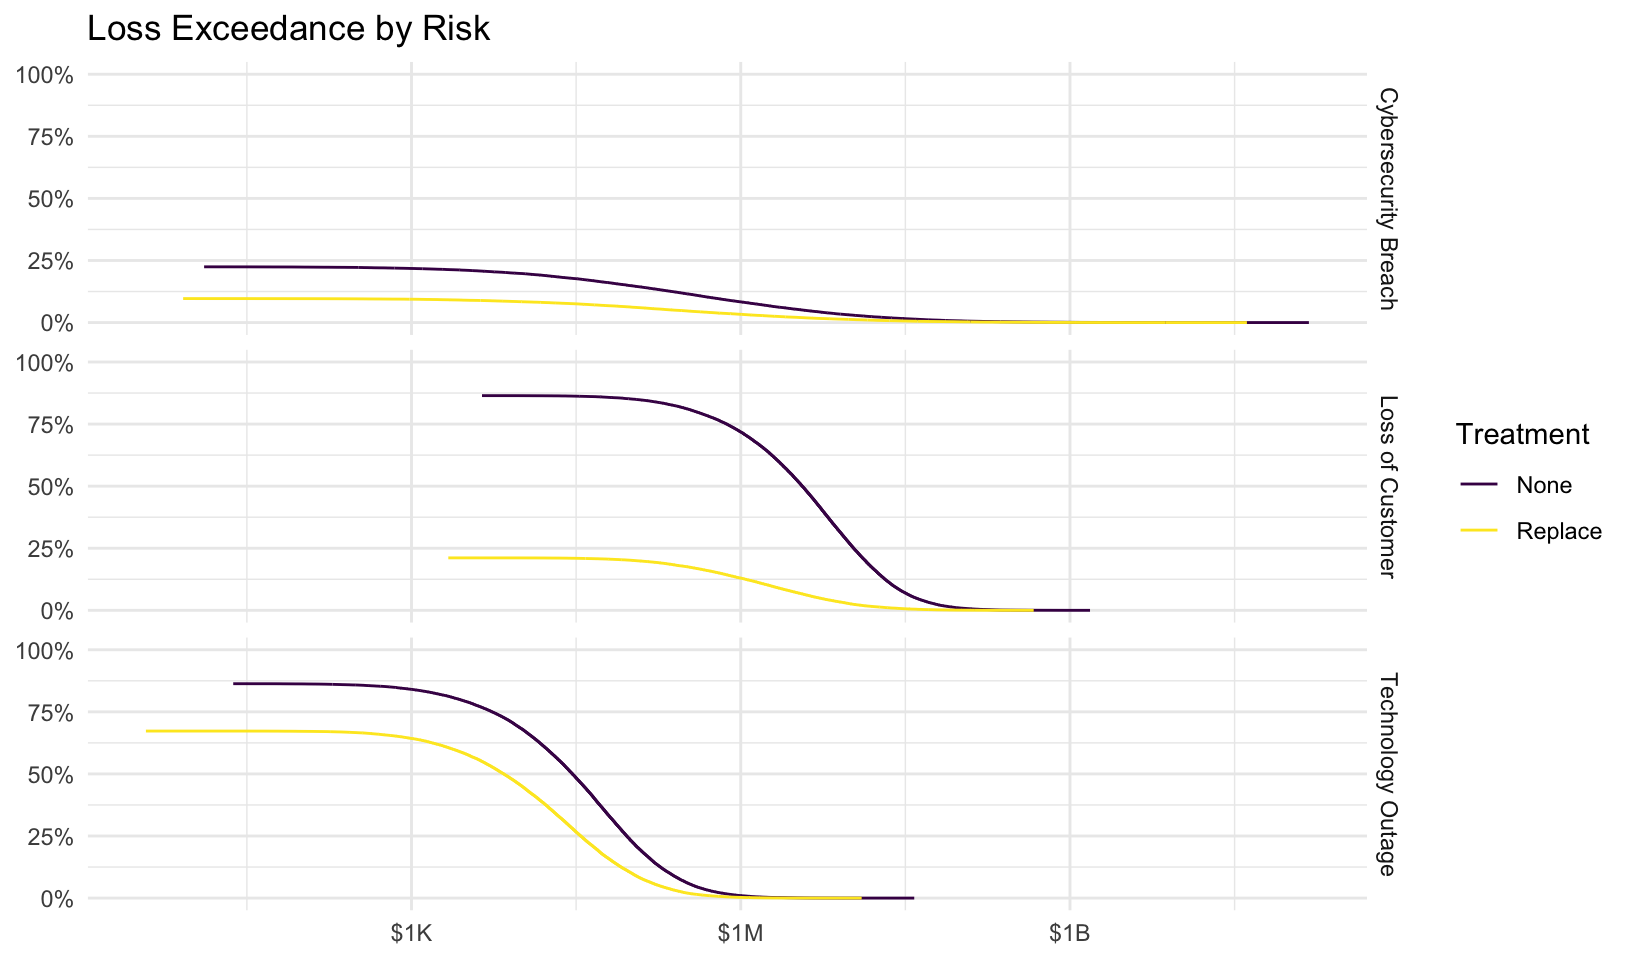 Loss Exceedance by Risk
100%
75%
50%
25%
0%
Cybersecurity Breach
100%
75%
50%
25%
0%
Loss of Customer
100%
75%
50%
25%
0%
Technology Outage
$1K
$1M
$1B
Treatment
None
Replace